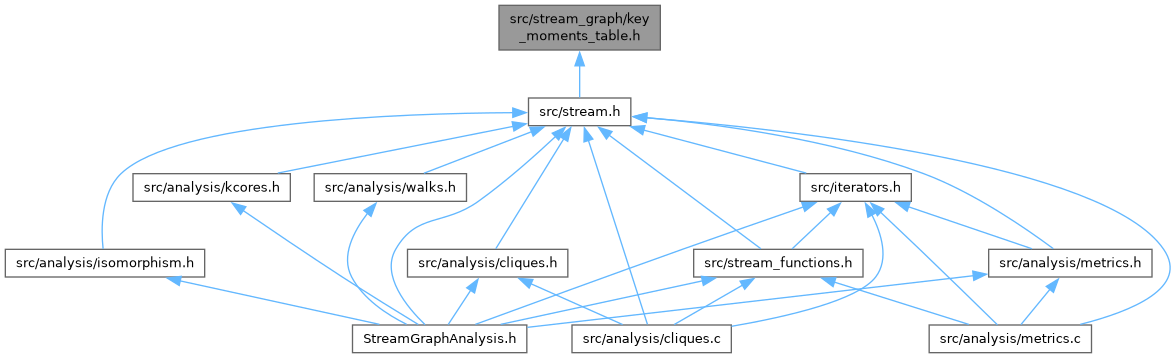 src/stream_graph/key
_moments_table.h
src/stream.h
src/analysis/kcores.h
src/analysis/walks.h
src/iterators.h
src/analysis/isomorphism.h
src/analysis/cliques.h
src/stream_functions.h
src/analysis/metrics.h
StreamGraphAnalysis.h
src/analysis/cliques.c
src/analysis/metrics.c